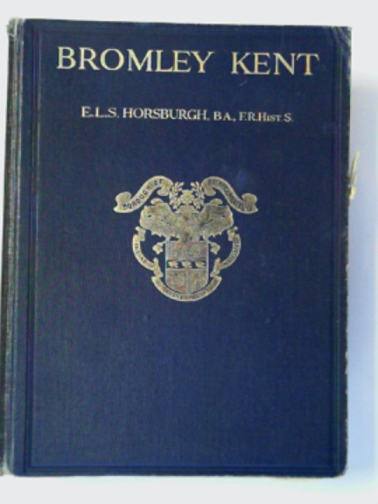 BROMLEY KENT
E.L.S. HORSBURGH, B.A., F.R.HIST.S.